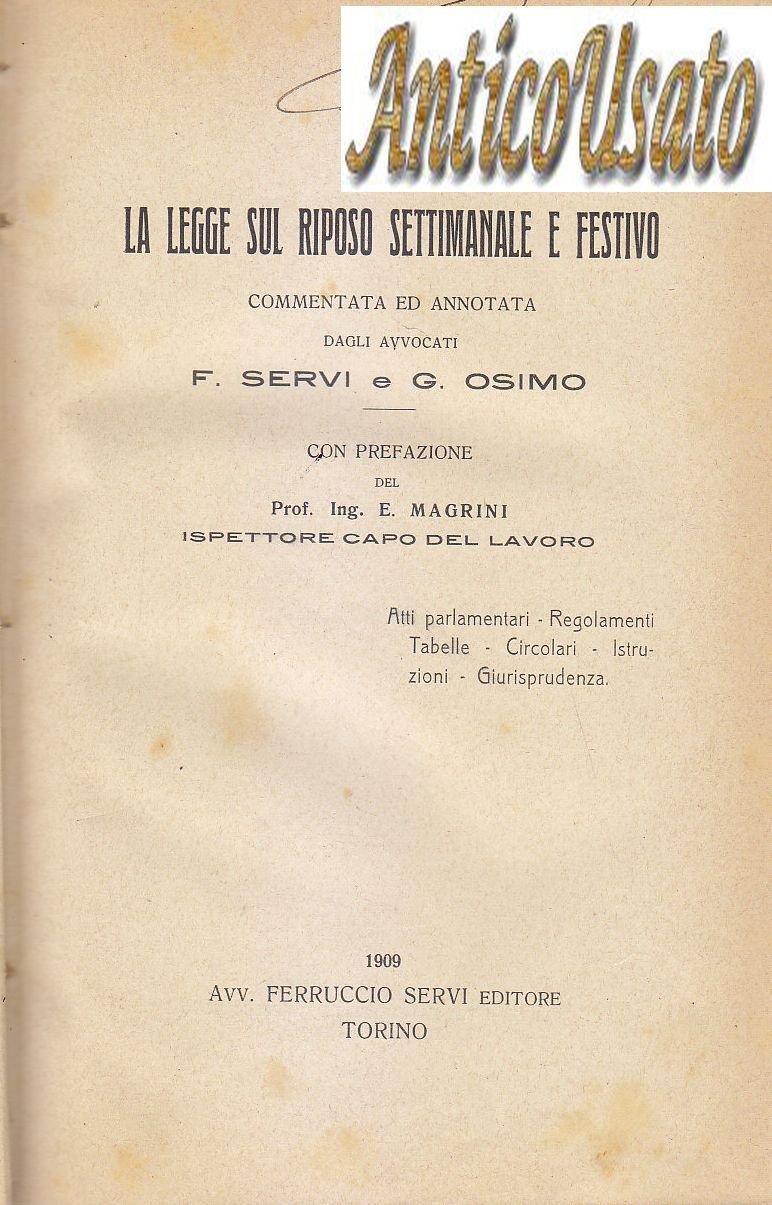 AnticoUsato
LA LEGGE SUL RIPOSO SETTIMANALE E FESTIVO
COMMENTATA ED ANNOTATA
DAGLI AVVOCATI
F. SERVI e G. OSIMO
CON PREFAZIONE
DEL
Prof. Ing. E. MAGRINI
ISPETTORE CAPO DEL LAVORO
Atti parlamentari - Regolamenti
Tabelle - Circolari - Istru-
zioni - Giurisprudenza.
1909
AVV. FERRUCCIO SERVI EDITORE
TORINO